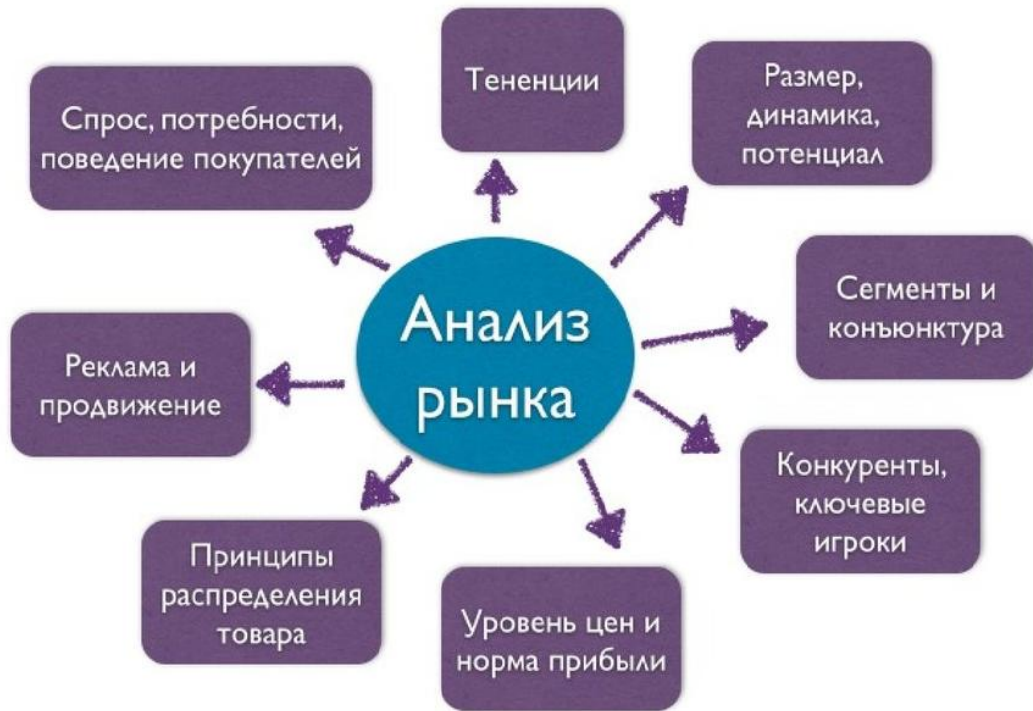 Тененции
Размер,
динамика,
потенциал
Спрос, потребности,
поведение покупателей
Сегменты и
конъюнктура
Анализ
рынка
Реклама и
продвижение
Конкуренты,
ключевые
игроки
Принципы
распределения
товара
Уровень цен и
норма прибыли